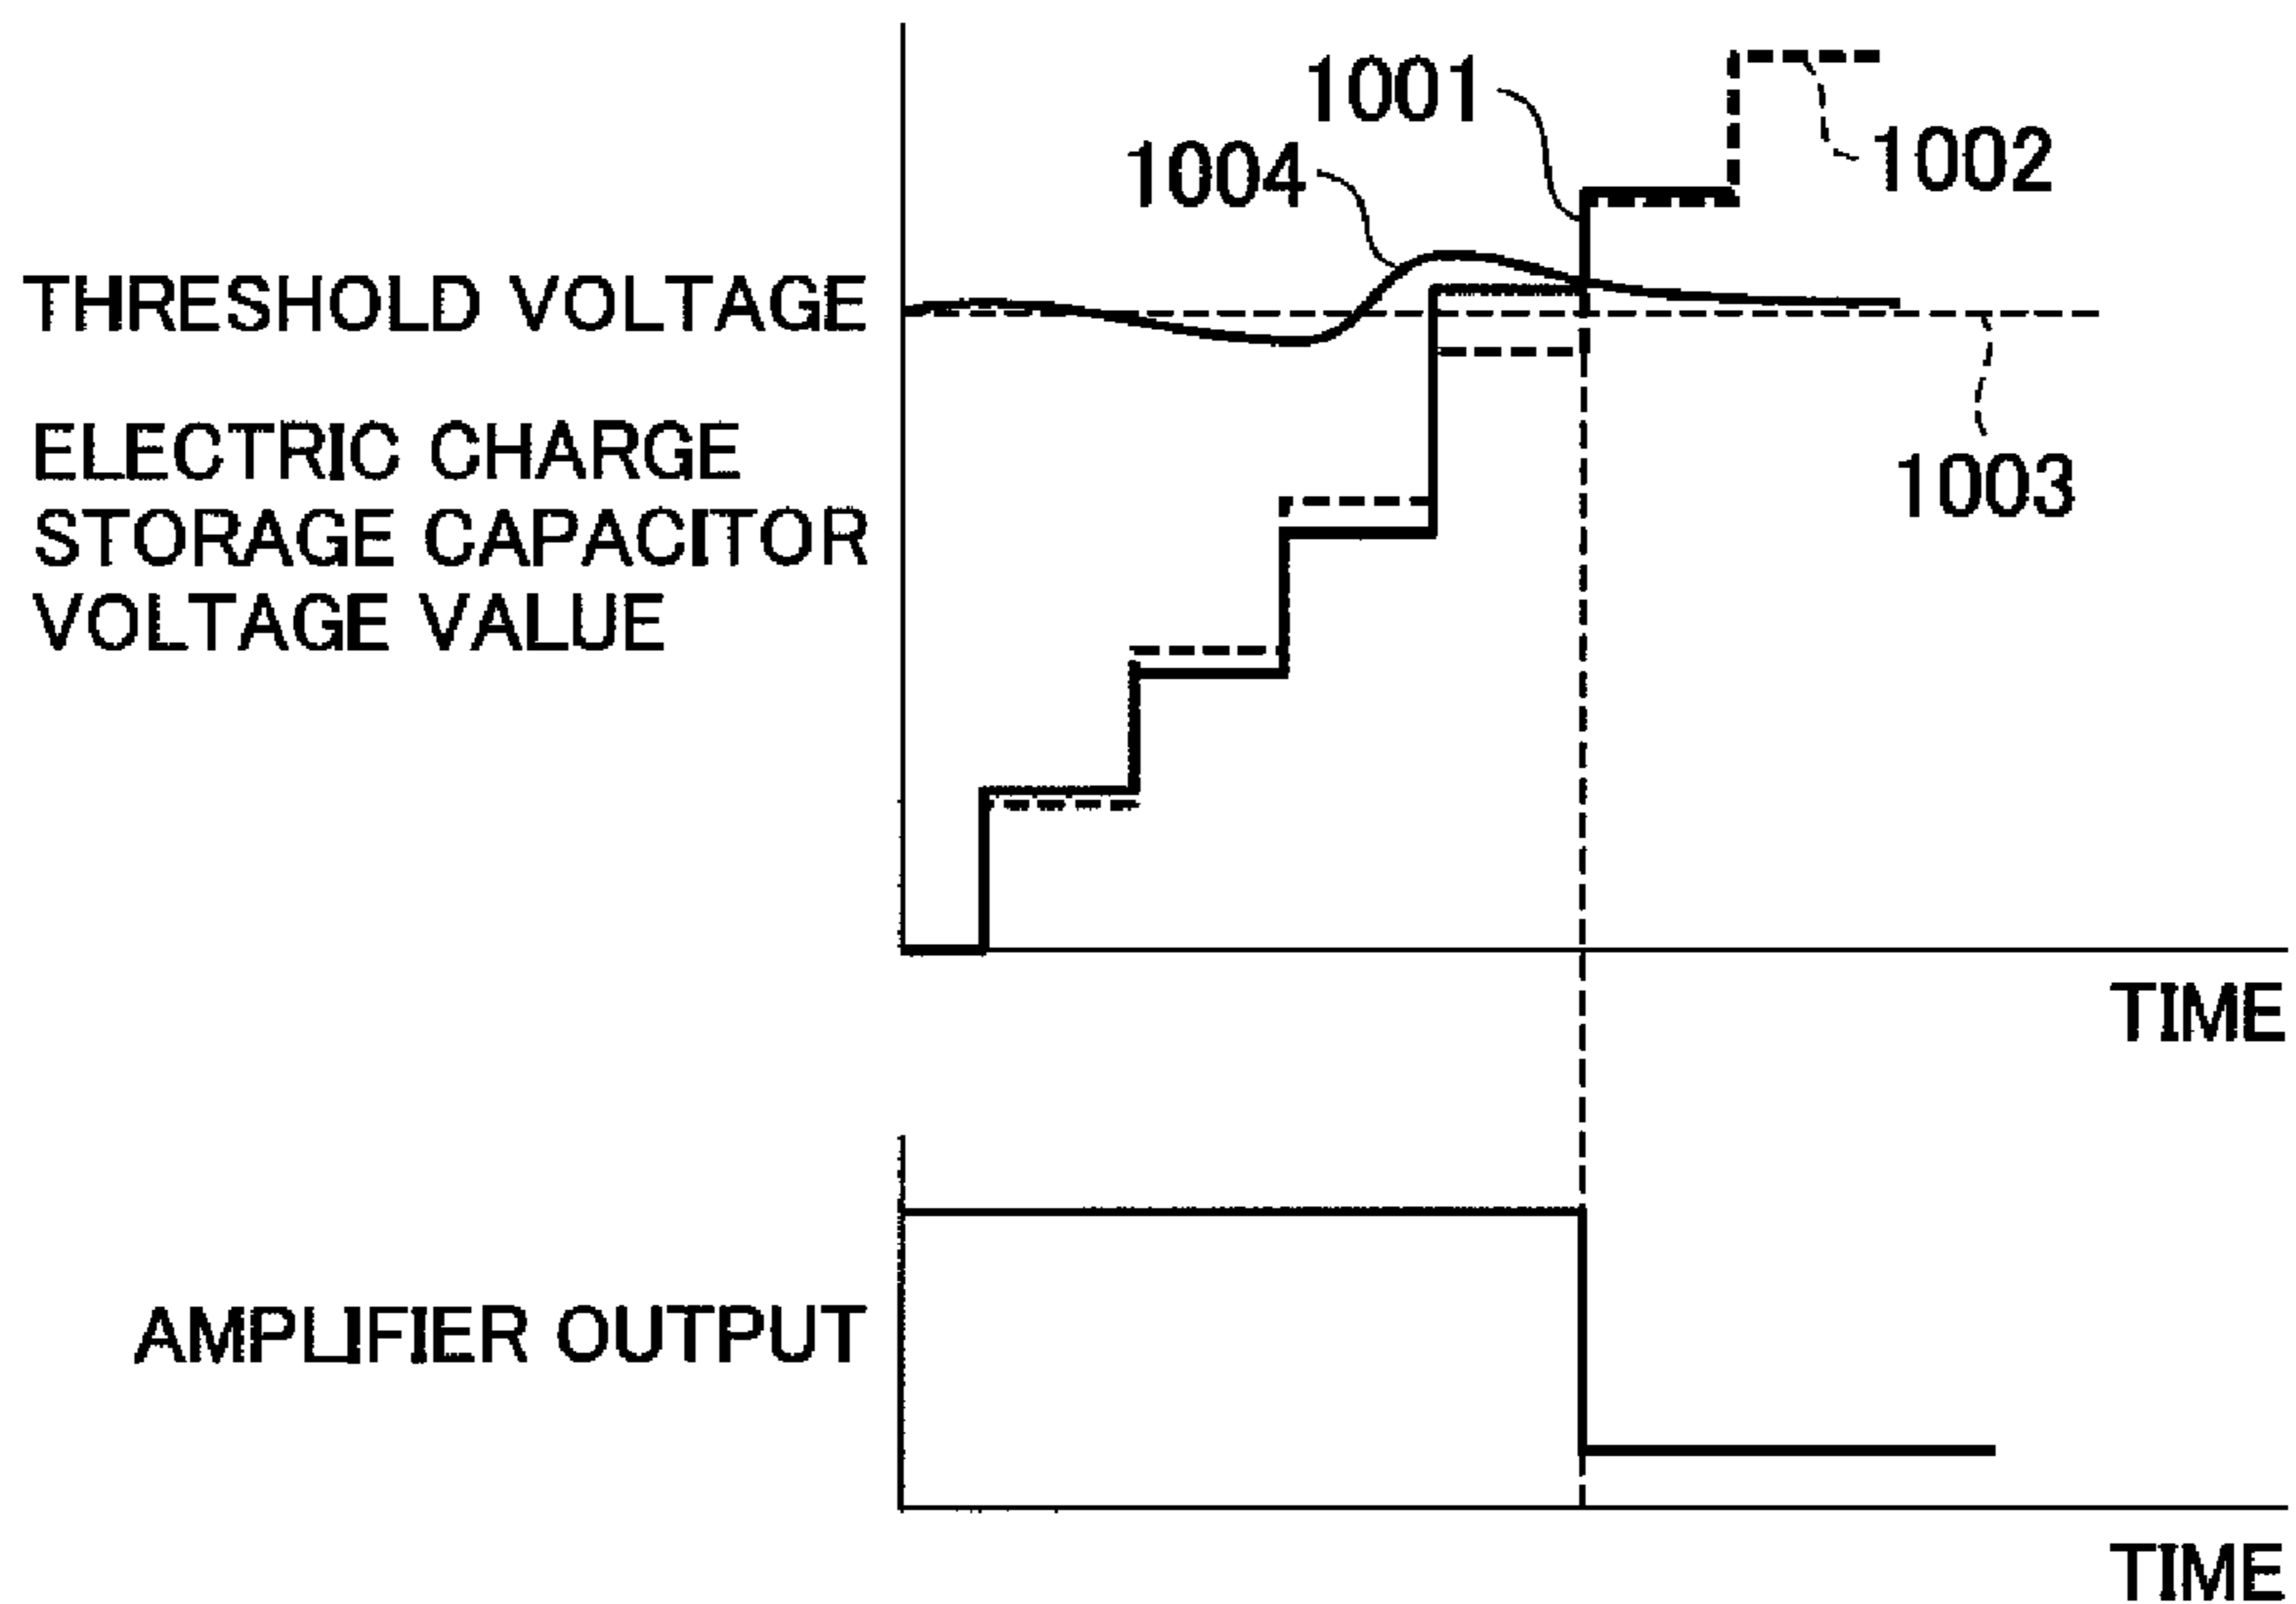 1001
1002
1004
THRESHOLD VOLTAGE
ELECTRIC CHARGE
STORAGE CAPACITOR
VOLTAGE VALUE
1003
TIME
AMPLIFIER OUTPUT
TIME